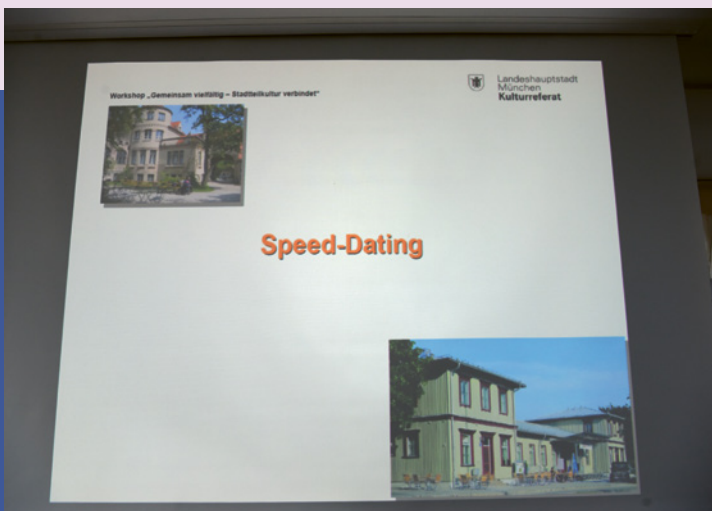 Workshop „Gemeinsam vielfältig – Stadtteilkultur verbindet“
Landeshauptstadt
München
Kulturreferat
Speed-Dating